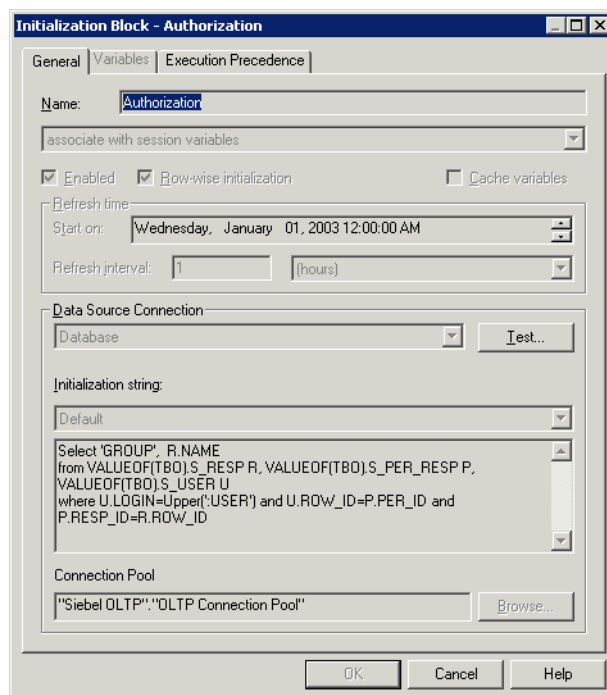 Initialization Block - Authorization
General Variables Execution Precedence
Name: Authorization
associate with session variables
Enabled Row-wise initialization Cache variables
Refresh time
Start on: Wednesday, January 01, 2003 12:00:00 AM
Refresh interval: 1 (hours)
Data Source Connection
Database Test...
Initialization string:
Default
Select 'GROUP', R.NAME
from VALUEOF(TBO).S_RESP R, VALUEOF(TBO).S_PER_RESP P,
VALUEOF(TBO).S_USER U
where U.LOGIN=Upper(':USER') and U.ROW_ID=P.PER_ID and
P.RESP_ID=R.ROW_ID
Connection Pool
"Siebel OLTP"."OLTP Connection Pool" Browse...
OK Cancel Help